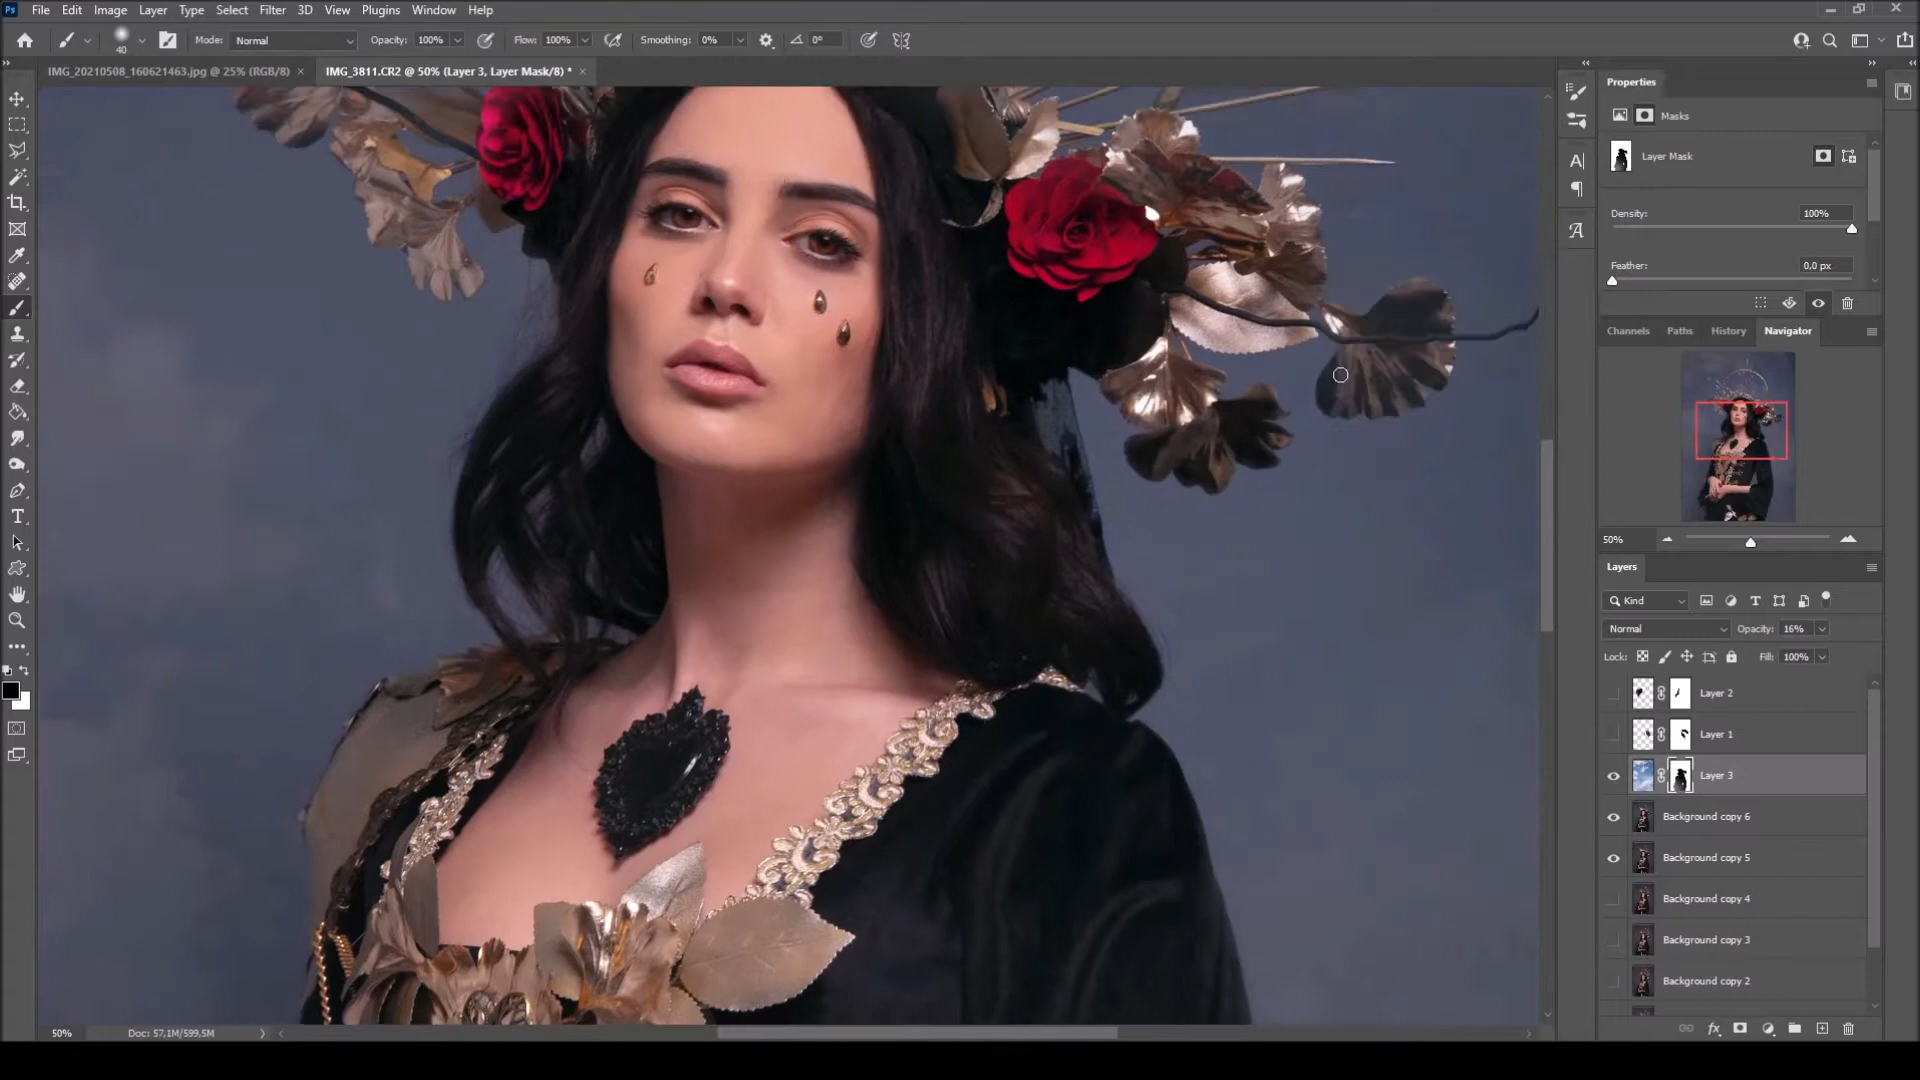 Ps File Edit Image Layer Type Select Filter 3D View Plugins Window Help
40 Mode: Normal Opacity: 100% Flow: 100% Smoothing: 0% 0°
IMG_20210508_160621463.jpg @ 25% (RGB/8) × IMG_3811.CR2 @ 50% (Layer 3, Layer Mask/8) * ×
Properties
Masks
Layer Mask
Density: 100%
Feather: 0,0 px
Channels Paths History Navigator
50%
Layers
Kind
Normal Opacity: 16%
Lock: Fill: 100%
Layer 2
Layer 1
Layer 3
Background copy 6
Background copy 5
Background copy 4
Background copy 3
Background copy 2
50% Doc: 57,1M/599,5M